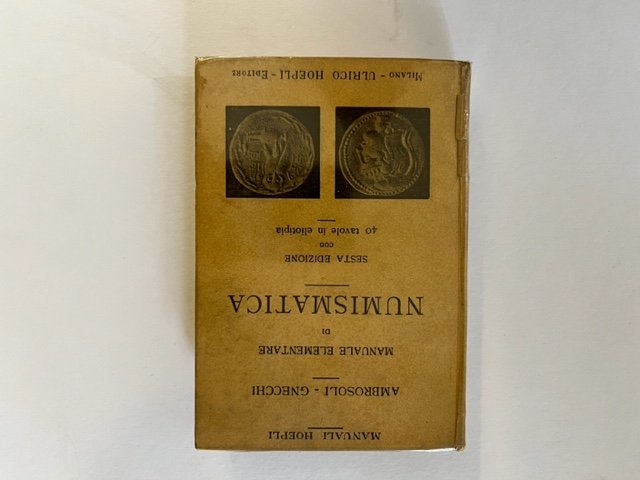 MANUALI HOEPLI
AMBROSOLI - GNECCHI
MANUALE ELEMENTARE
DI
NUMISMATICA
SESTA EDIZIONE
CON
40 tavole in eliotipia
MILANO - ULRICO HOEPLI - EDITORE